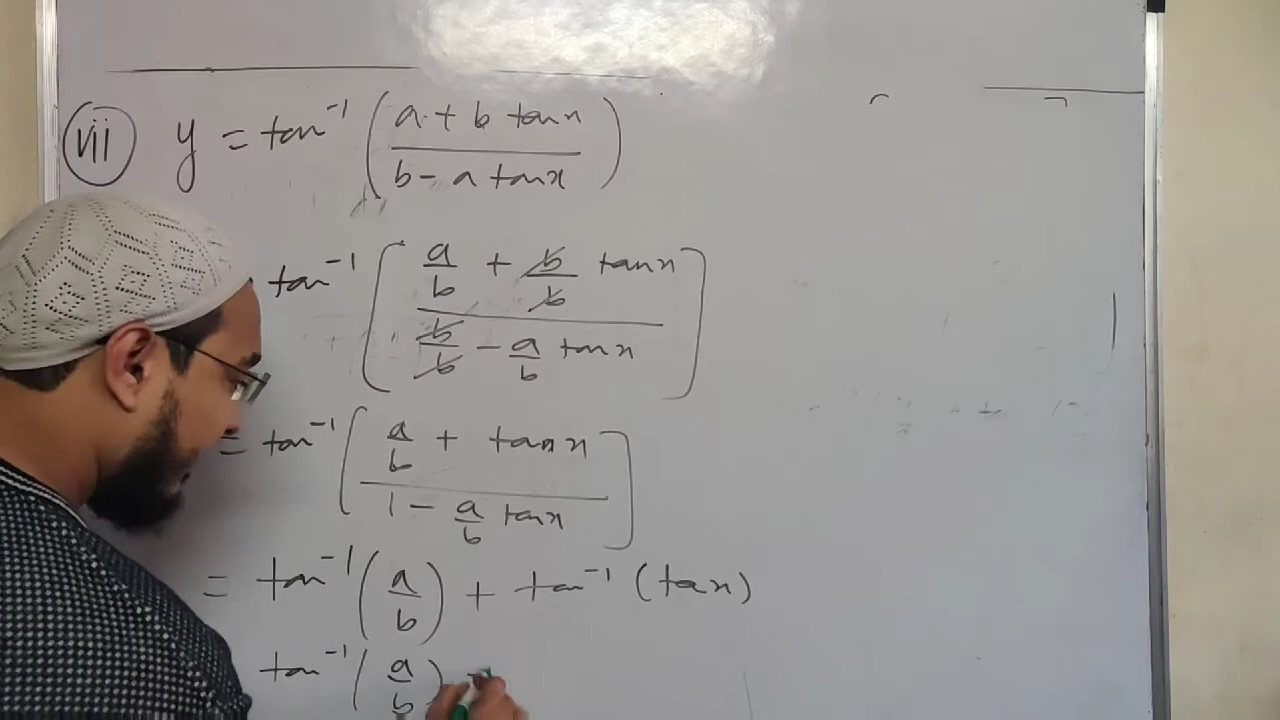 (vii) y = tan⁻¹ ( (a + b tan x) / (b - a tan x) )
tan⁻¹ [ (a/b + b/b tan x) / (b/b - a/b tan x) ]
= tan⁻¹ [ (a/b + tan x) / (1 - a/b tan x) ]
= tan⁻¹ (a/b) + tan⁻¹ (tan x)
tan⁻¹ (a/b)